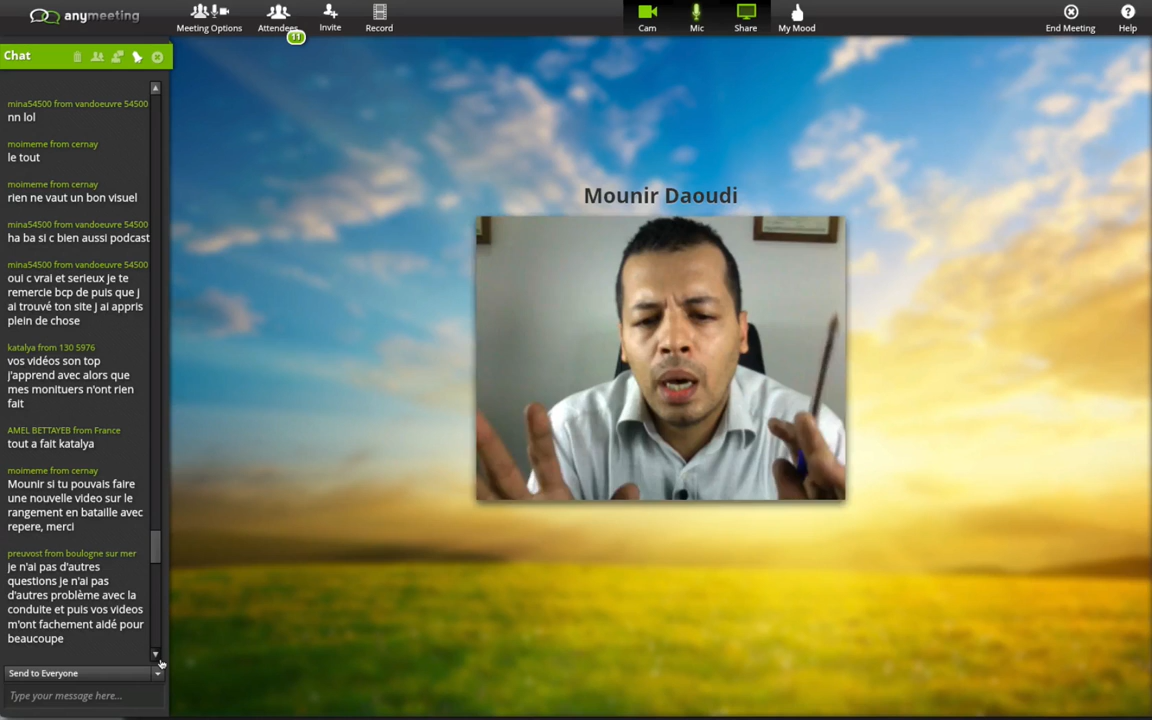 anymeeting
Meeting Options
Attendees
11
Invite
Record
Cam
Mic
Share
My Mood
End Meeting
Help
Chat
mina54500 from vandoeuvre 54500
nn lol
moimeme from cernay
le tout
moimeme from cernay
rien ne vaut un bon visuel
mina54500 from vandoeuvre 54500
ha ba si c bien aussi podcast
mina54500 from vandoeuvre 54500
oui c vrai et serieux je te
remercie bcp de puis que j
ai trouvé ton site j ai appris
plein de chose
katalya from 130 5976
vos vidéos son top
j'apprend avec alors que
mes monituers n'ont rien
fait
AMEL BETTAYEB from France
tout a fait katalya
moimeme from cernay
Mounir si tu pouvais faire
une nouvelle video sur le
rangement en bataille avec
repere, merci
preuvost from boulogne sur mer
je n'ai pas d'autres
questions je n'ai pas
d'autres problème avec la
conduite et puis vos videos
m'ont fachement aidé pour
beaucoupe
Send to Everyone
Type your message here...
Mounir Daoudi